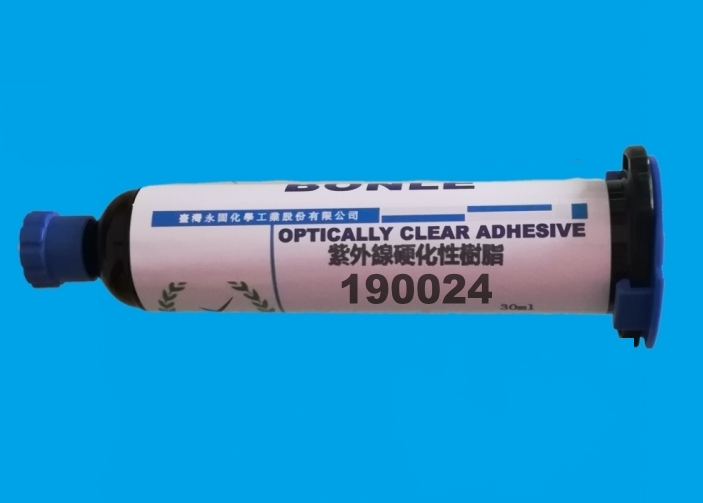 BONLE
臺灣永固化學工業股份有限公司
OPTICALLY CLEAR ADHESIVE
紫外線硬化性樹脂
190024
30ml